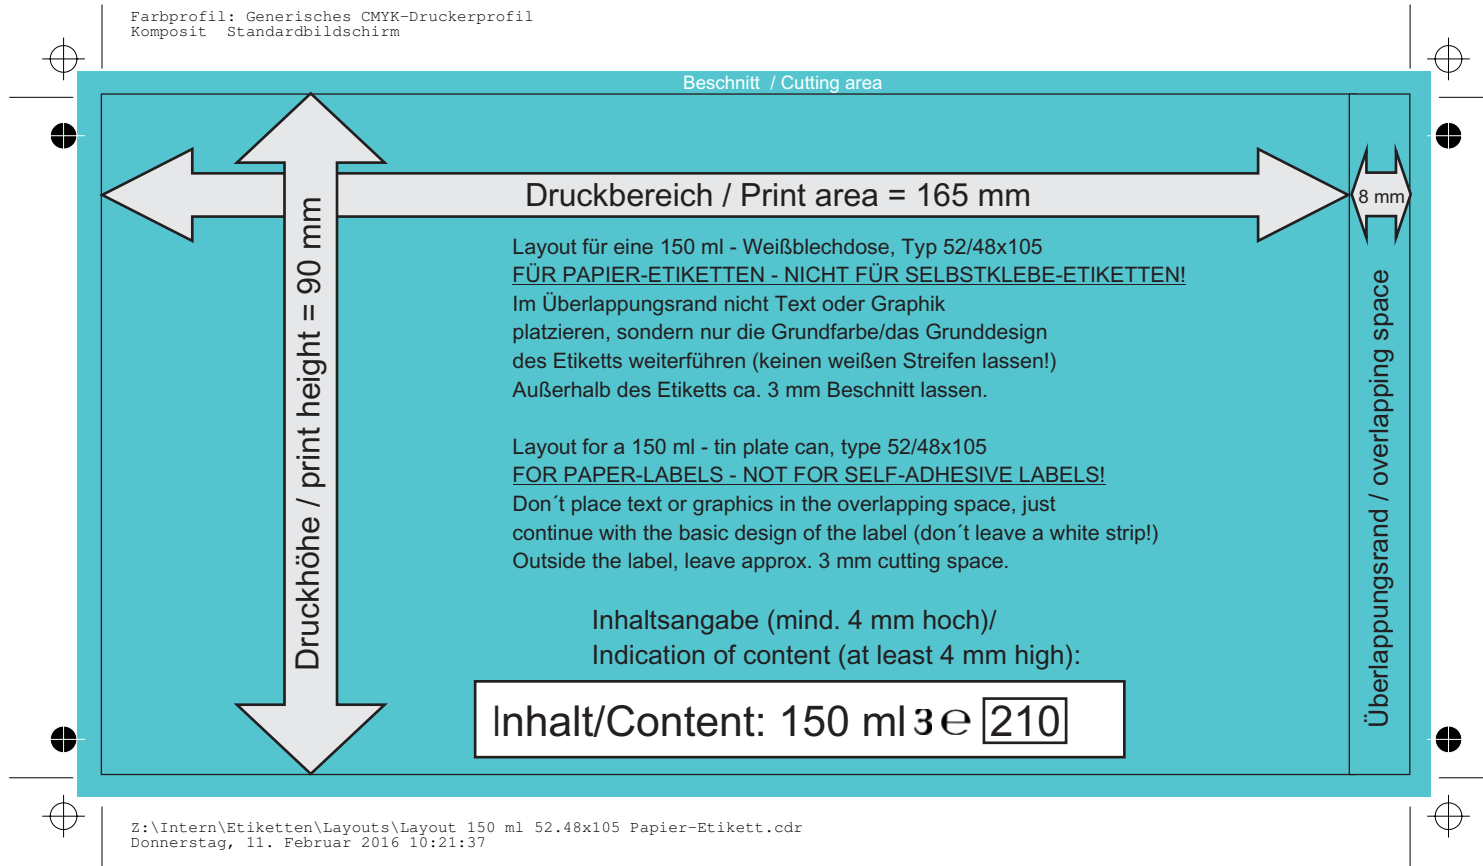 Farbprofil: Generisches CMYK-Druckerprofil
Komposit  Standardbildschirm
Beschnitt / Cutting area
Druckbereich / Print area = 165 mm
8 mm
Druckhöhe / print height = 90 mm
Layout für eine 150 ml - Weißblechdose, Typ 52/48x105
FÜR PAPIER-ETIKETTEN - NICHT FÜR SELBSTKLEBE-ETIKETTEN!
Im Überlappungsrand nicht Text oder Graphik
platzieren, sondern nur die Grundfarbe/das Grunddesign
des Etiketts weiterführen (keinen weißen Streifen lassen!)
Außerhalb des Etiketts ca. 3 mm Beschnitt lassen.
Layout for a 150 ml - tin plate can, type 52/48x105
FOR PAPER-LABELS - NOT FOR SELF-ADHESIVE LABELS!
Don´t place text or graphics in the overlapping space, just
continue with the basic design of the label (don´t leave a white strip!)
Outside the label, leave approx. 3 mm cutting space.
Überlappungsrand / overlapping space
Inhaltsangabe (mind. 4 mm hoch)/
Indication of content (at least 4 mm high):
Inhalt/Content: 150 ml 3 ℮ 210
Z:\Intern\Etiketten\Layouts\Layout 150 ml 52.48x105 Papier-Etikett.cdr
Donnerstag, 11. Februar 2016 10:21:37